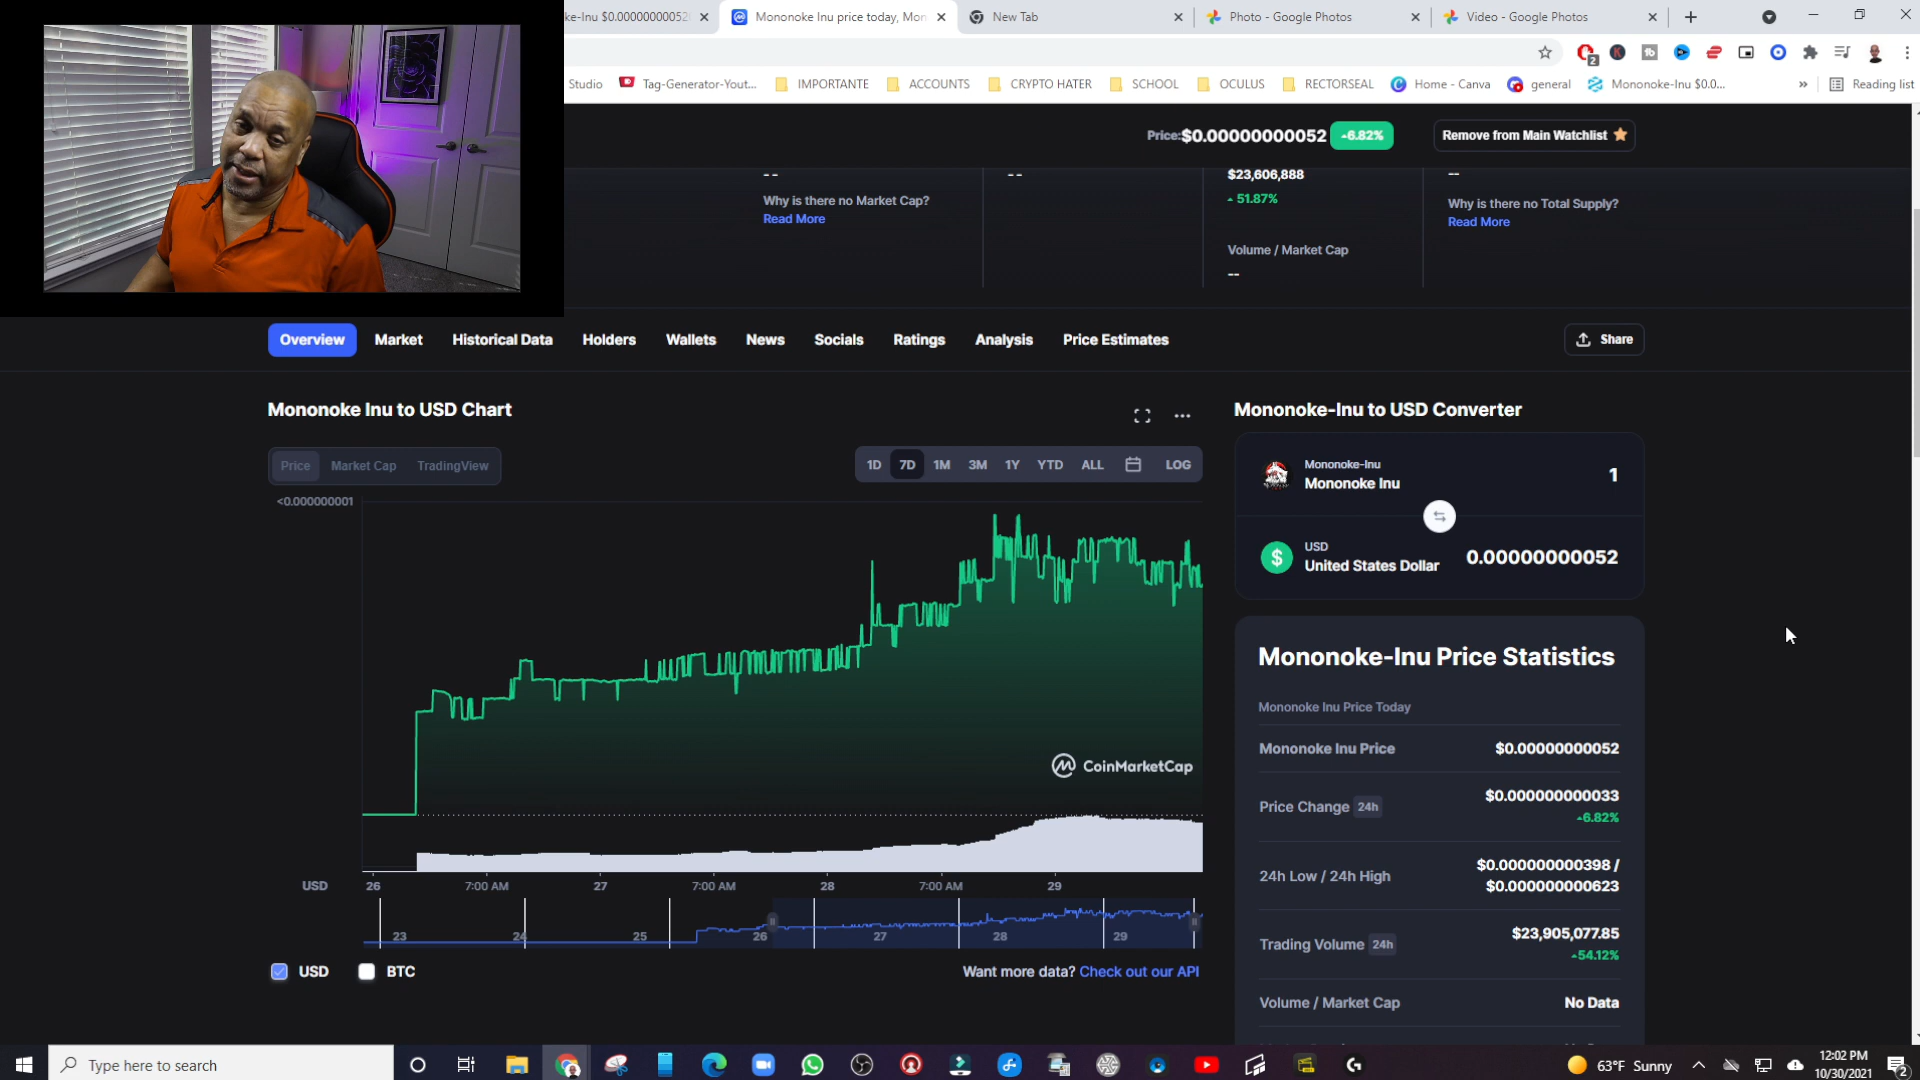 ke-Inu $0.000000000052
Mononoke Inu price today, Mon
New Tab
Photo - Google Photos
Video - Google Photos
Studio
Tag-Generator-Yout...
IMPORTANTE
ACCOUNTS
CRYPTO HATER
SCHOOL
OCULUS
RECTORSEAL
Home - Canva
general
Mononoke-Inu $0.0...
»
Reading list
Price:$0.00000000052
6.82%
Remove from Main Watchlist
--
Why is there no Market Cap?
Read More
--
$23,606,888
51.87%
Volume / Market Cap
--
--
Why is there no Total Supply?
Read More
Overview
Market
Historical Data
Holders
Wallets
News
Socials
Ratings
Analysis
Price Estimates
Share
Mononoke Inu to USD Chart
Price
Market Cap
TradingView
1D
7D
1M
3M
1Y
YTD
ALL
LOG
<0.000000001
CoinMarketCap
USD
26
7:00 AM
27
7:00 AM
28
7:00 AM
29
23
24
25
26
27
28
29
USD
BTC
Want more data? Check out our API
Mononoke-Inu to USD Converter
Mononoke-Inu
Mononoke Inu
1
USD
United States Dollar
0.00000000052
Mononoke-Inu Price Statistics
Mononoke Inu Price Today
Mononoke Inu Price
$0.00000000052
Price Change 24h
$0.000000000033
6.82%
24h Low / 24h High
$0.000000000398 /
$0.000000000623
Trading Volume 24h
$23,905,077.85
54.12%
Volume / Market Cap
No Data
Type here to search
63°F Sunny
12:02 PM
10/30/2021
2